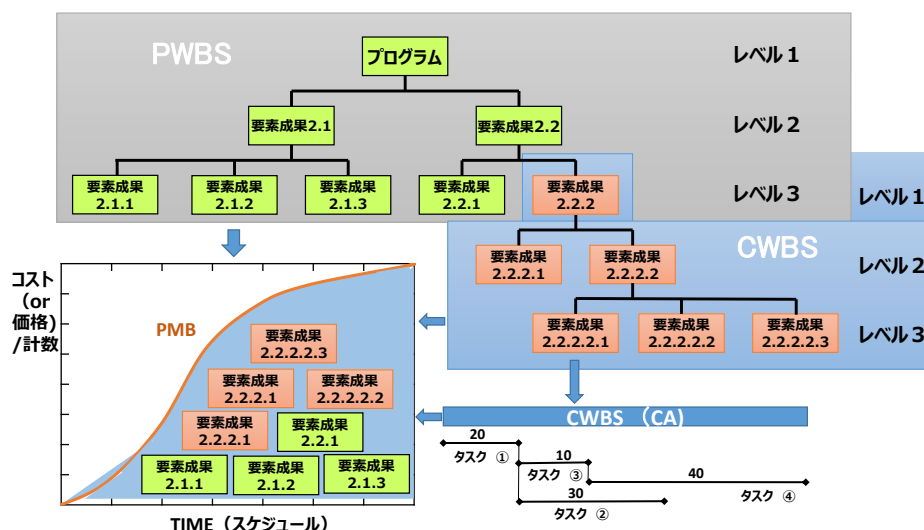 PWBS
プログラム
レベル１
要素成果2.1
要素成果2.2
レベル２
要素成果
2.1.1
要素成果
2.1.2
要素成果
2.1.3
要素成果
2.2.1
要素成果
2.2.2
レベル３
レベル１
CWBS
要素成果
2.2.2.1
要素成果
2.2.2.2
レベル２
要素成果
2.2.2.2.1
要素成果
2.2.2.2.2
要素成果
2.2.2.2.3
レベル３
コスト
（or
価格）
/計数
PMB
要素成果
2.2.2.2.3
要素成果
2.2.2.1
要素成果
2.2.2.2.2
要素成果
2.2.2.1
要素成果
2.2.1
要素成果
2.1.1
要素成果
2.1.2
要素成果
2.1.3
TIME（スケジュール）
CWBS （CA）
20
タスク ①
10
タスク ③
40
タスク ④
30
タスク ②